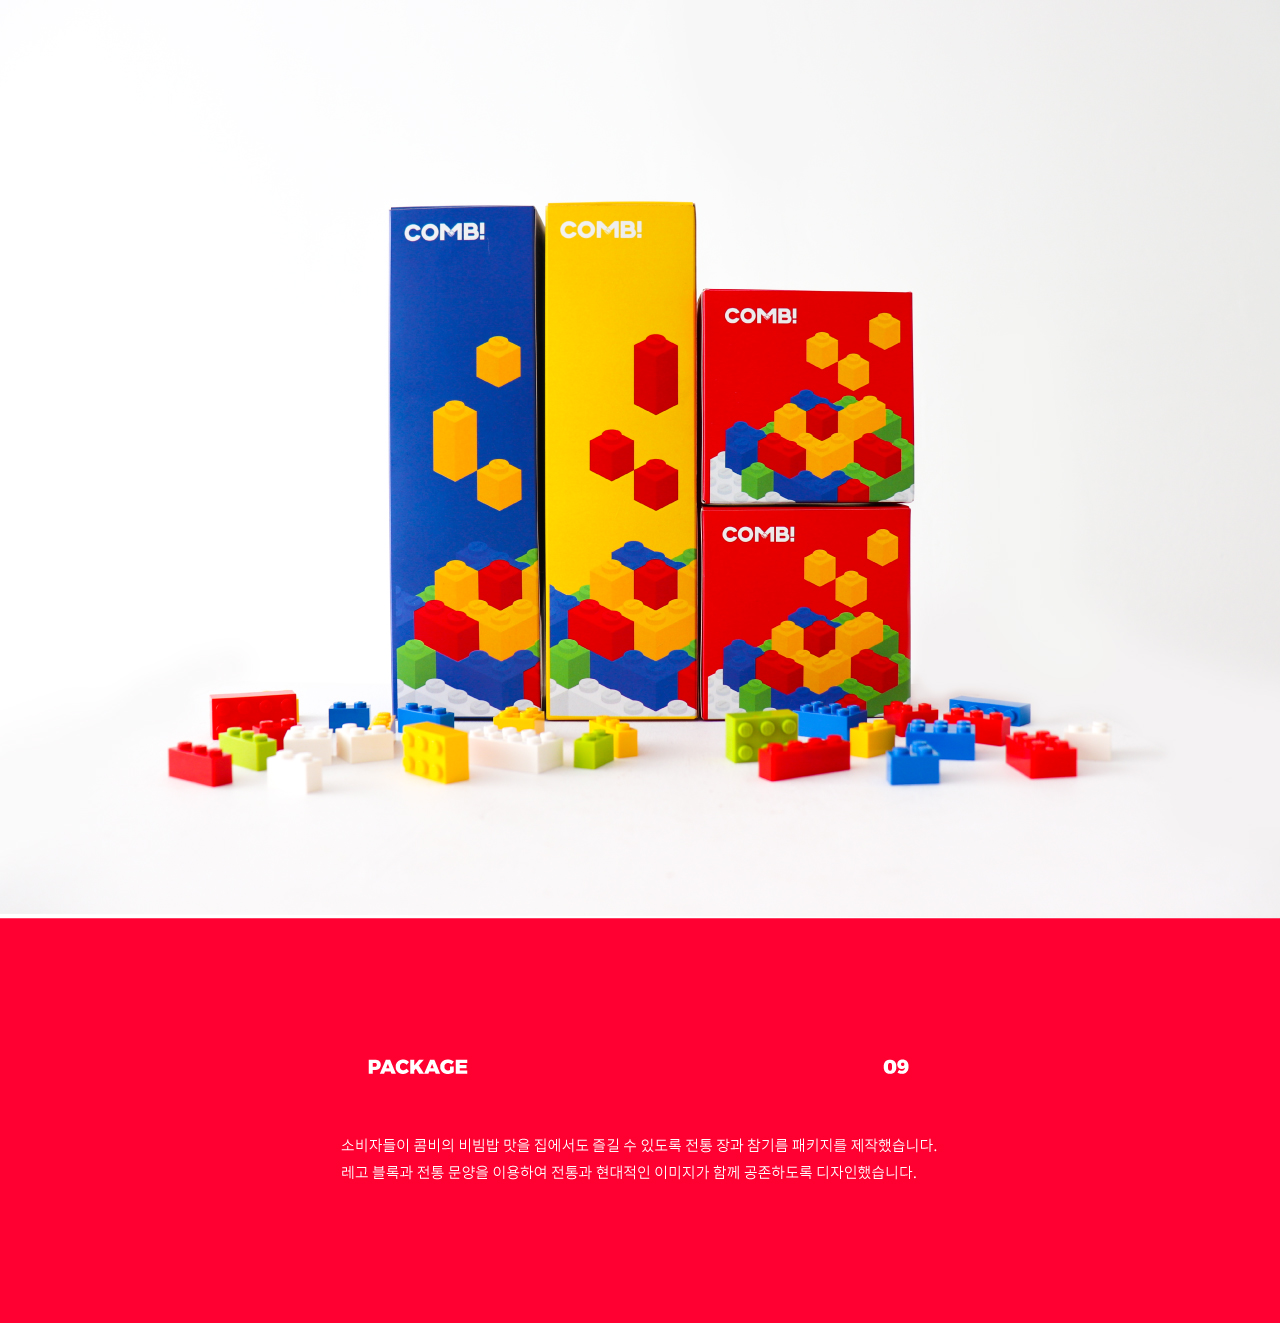 COMB!
COMB!
COMB!
COMB!
PACKAGE
09
소비자들이 콤비의 비빔밥 맛을 집에서도 즐길 수 있도록 전통 장과 참기름 패키지를 제작했습니다.
레고 블록과 전통 문양을 이용하여 전통과 현대적인 이미지가 함께 공존하도록 디자인했습니다.